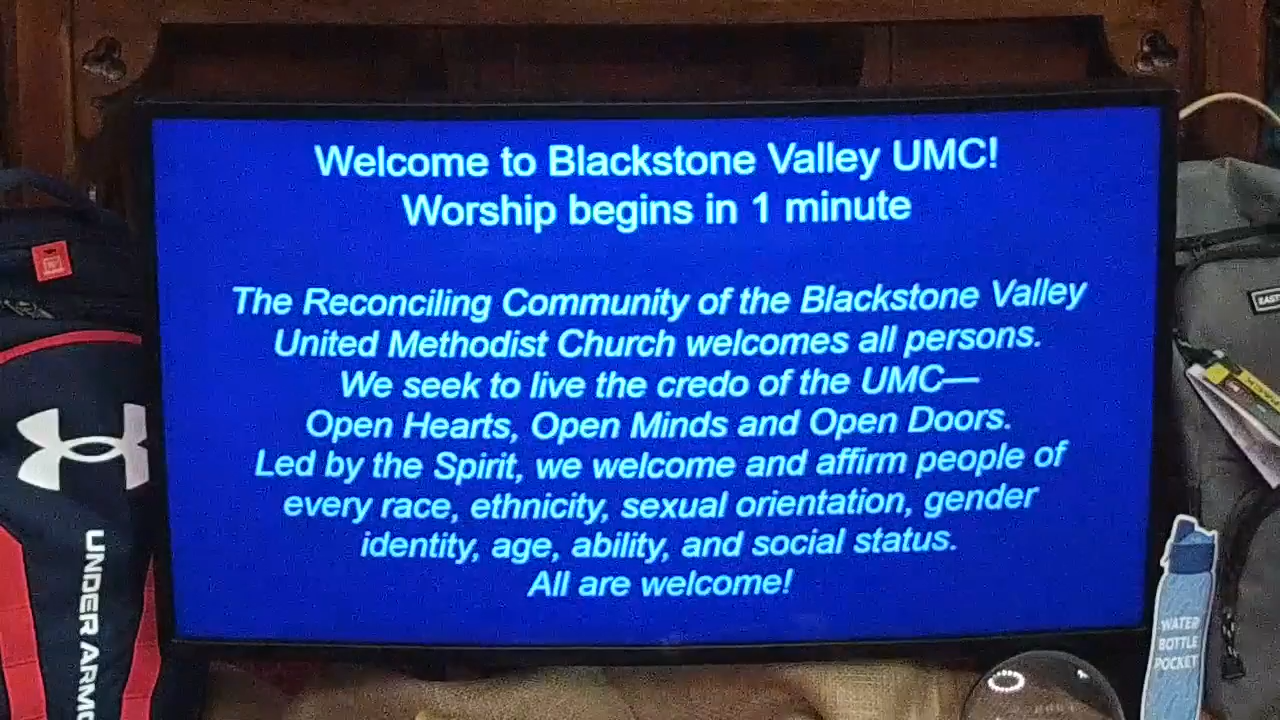 Welcome to Blackstone Valley UMC!
Worship begins in 1 minute
The Reconciling Community of the Blackstone Valley
United Methodist Church welcomes all persons.
We seek to live the credo of the UMC—
Open Hearts, Open Minds and Open Doors.
Led by the Spirit, we welcome and affirm people of
every race, ethnicity, sexual orientation, gender
identity, age, ability, and social status.
All are welcome!
UNDER ARMO
EAST
WATER
BOTTLE
POCKET